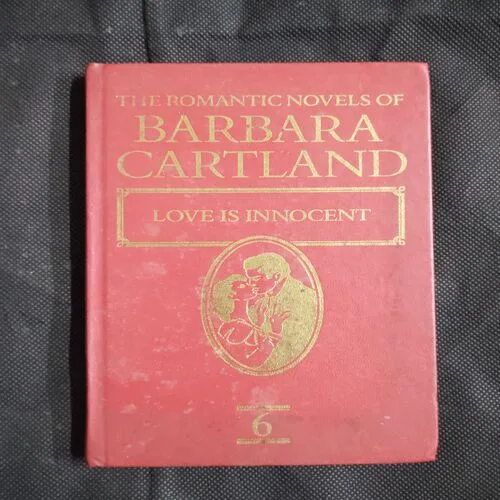 THE ROMANTIC NOVELS OF
BARBARA
CARTLAND
LOVE IS INNOCENT
6